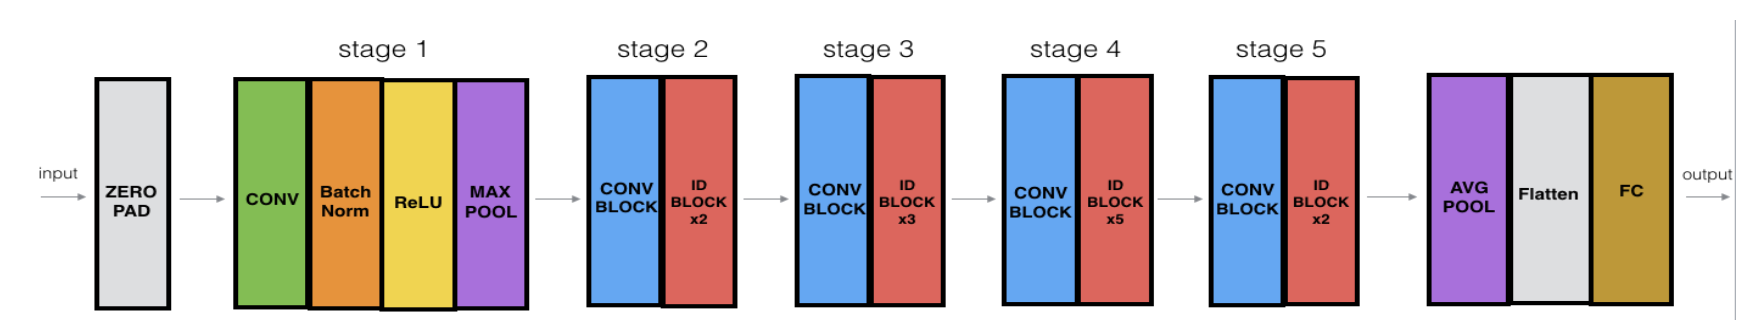 stage 1
stage 2
stage 3
stage 4
stage 5
input
ZERO
PAD
CONV
Batch
Norm
ReLU
MAX
POOL
CONV
BLOCK
ID
BLOCK
x2
CONV
BLOCK
ID
BLOCK
x3
CONV
BLOCK
ID
BLOCK
x5
CONV
BLOCK
ID
BLOCK
x2
AVG
POOL
Flatten
FC
output